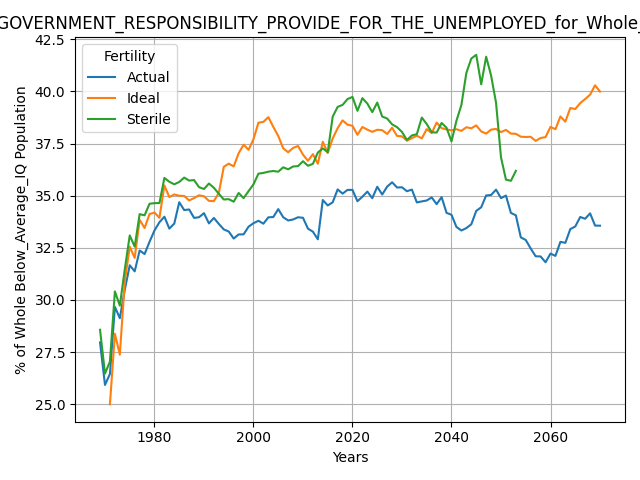 GOVERNMENT_RESPONSIBILITY_PROVIDE_FOR_THE_UNEMPLOYED_for_Whole_
Fertility
Actual
Ideal
Sterile
% of Whole Below_Average_IQ Population
42.5
40.0
37.5
35.0
32.5
30.0
27.5
25.0
1980
2000
2020
2040
2060
Years